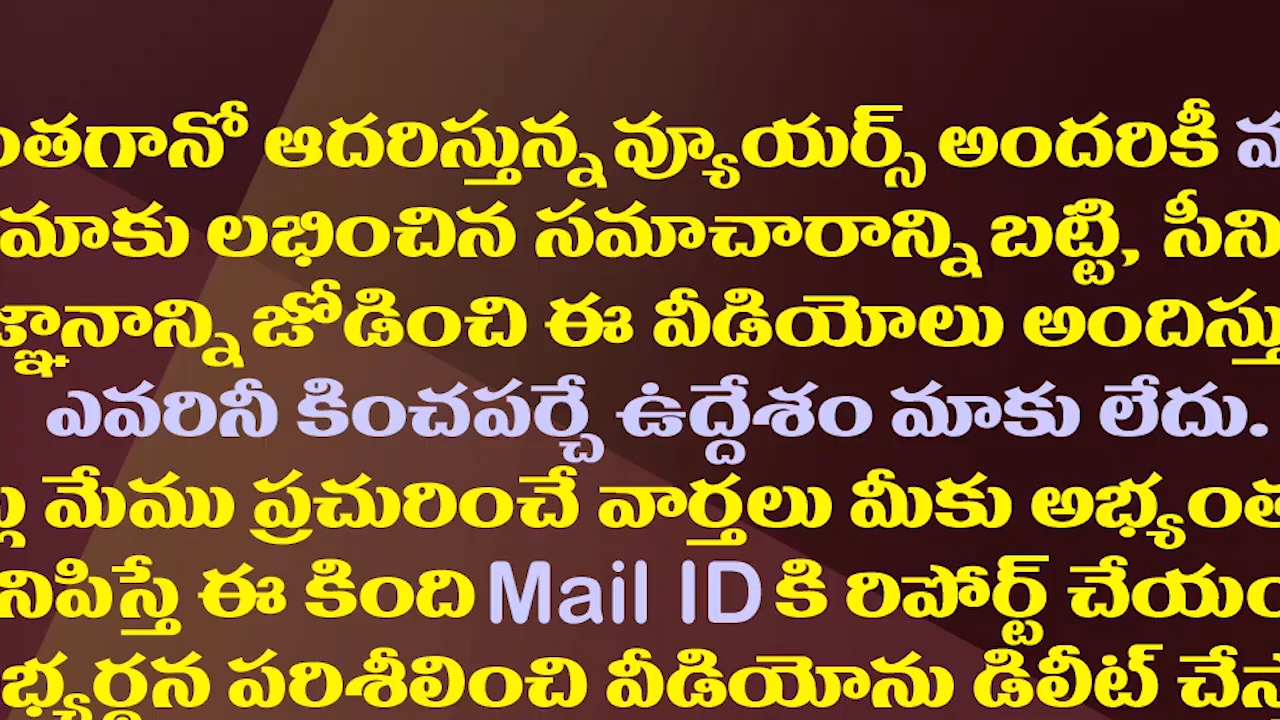 ంతగానో ఆదరిస్తున్న వ్యూయర్స్ అందరికీ
మాకు లభించిన సమాచారాన్ని బట్టి, సీని
జ్ఞానాన్ని జోడించి ఈ వీడియోలు అందిస్తు
ఎవరినీ కించపర్చే ఉద్దేశం మాకు లేదు.
మేము ప్రచురించే వార్తలు మీకు అభ్యంత
నిపిస్తే ఈ కింది Mail ID కి రిపోర్ట్ చేయం
భ్యర్థన పరిశీలించి వీడియోను డిలీట్ చేస